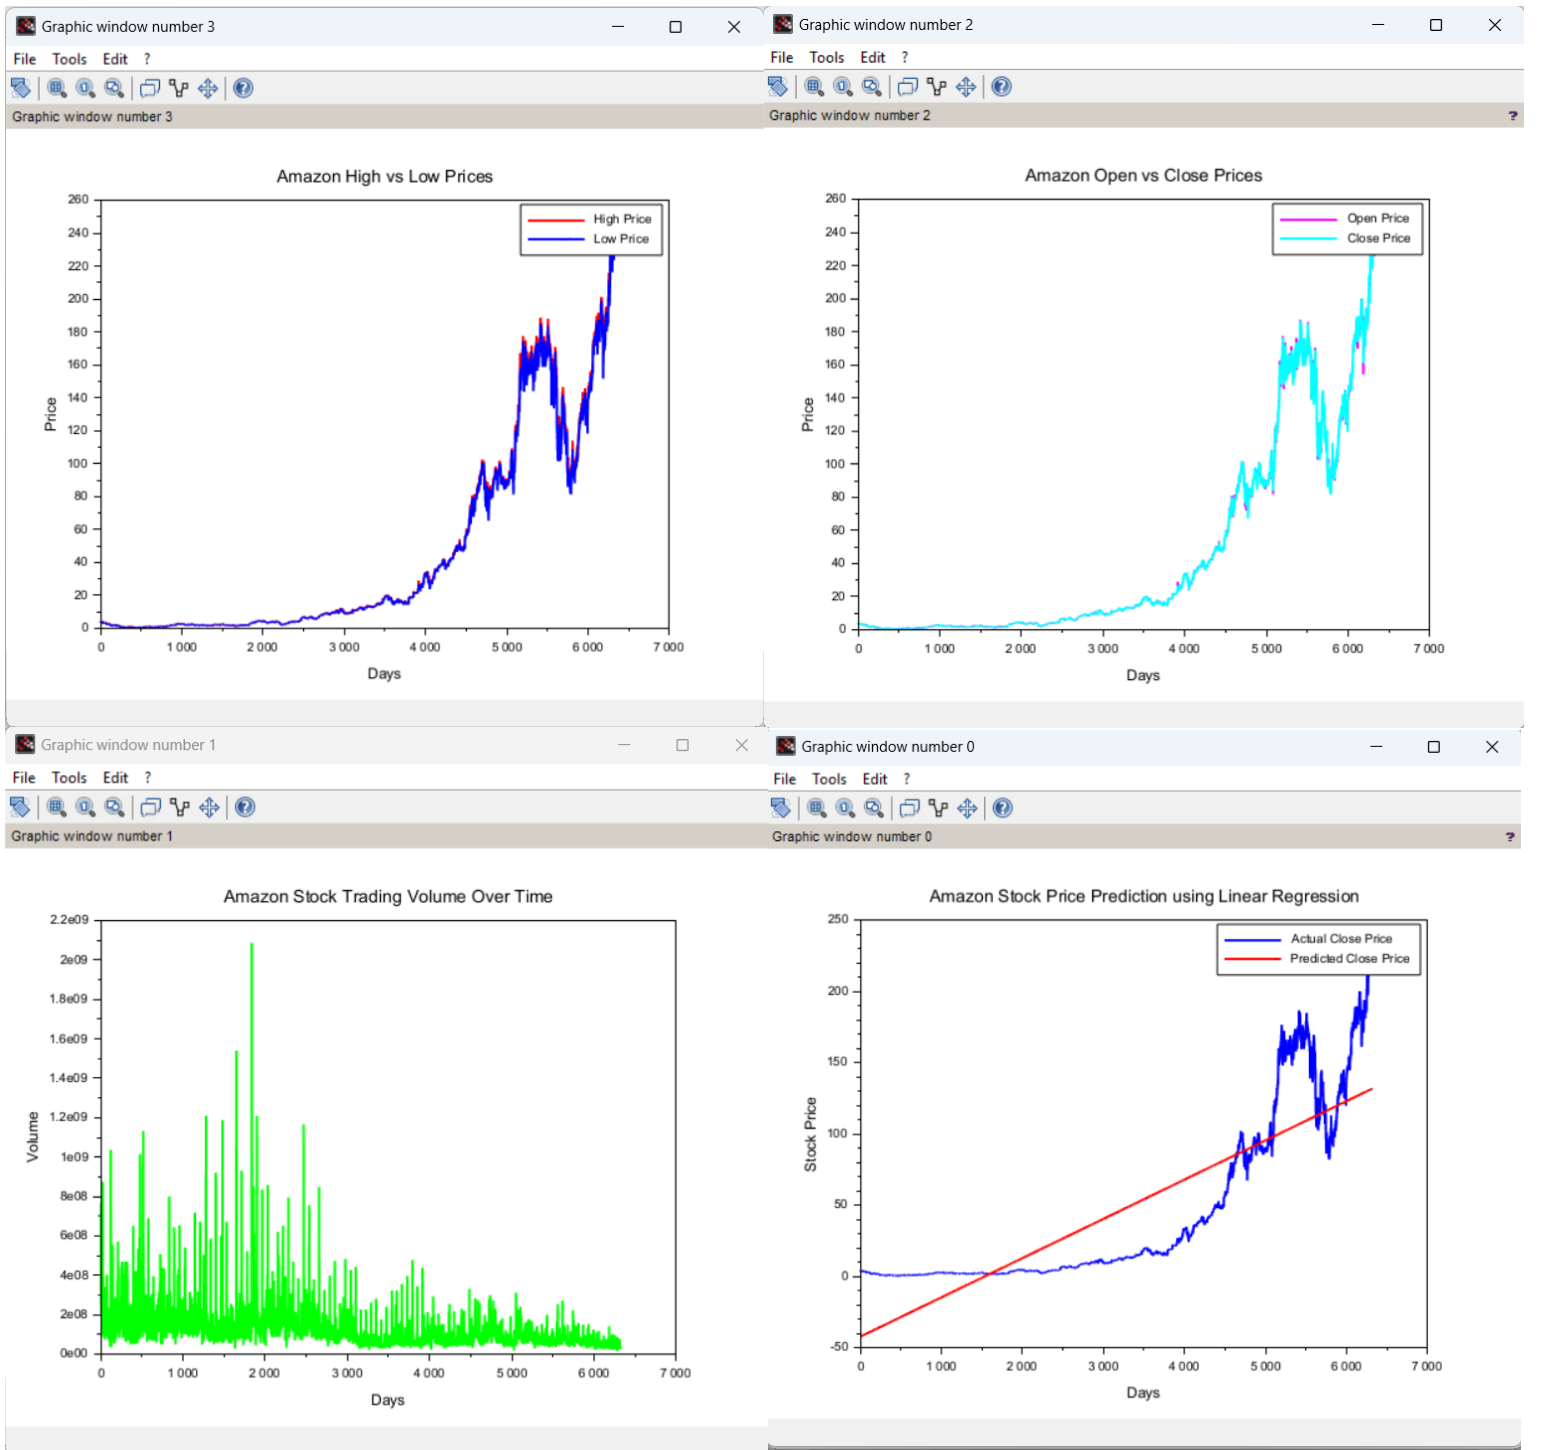 Graphic window number 3
File Tools Edit ?
Graphic window number 3
Amazon High vs Low Prices
High Price
Low Price
260
240
220
200
180
160
140
120
100
80
60
40
20
0
Price
0 1 000 2 000 3 000 4 000 5 000 6 000 7 000
Days
Graphic window number 2
File Tools Edit ?
Graphic window number 2 ?
Amazon Open vs Close Prices
Open Price
Close Price
260
240
220
200
180
160
140
120
100
80
60
40
20
0
Price
0 1 000 2 000 3 000 4 000 5 000 6 000 7 000
Days
Graphic window number 1
File Tools Edit ?
Graphic window number 1
Amazon Stock Trading Volume Over Time
2.2e09
2e09
1.8e09
1.6e09
1.4e09
1.2e09
1e09
8e08
6e08
4e08
2e08
0e00
Volume
0 1 000 2 000 3 000 4 000 5 000 6 000 7 000
Days
Graphic window number 0
File Tools Edit ?
Graphic window number 0 ?
Amazon Stock Price Prediction using Linear Regression
Actual Close Price
Predicted Close Price
250
200
150
100
50
0
-50
Stock Price
0 1 000 2 000 3 000 4 000 5 000 6 000 7 000
Days